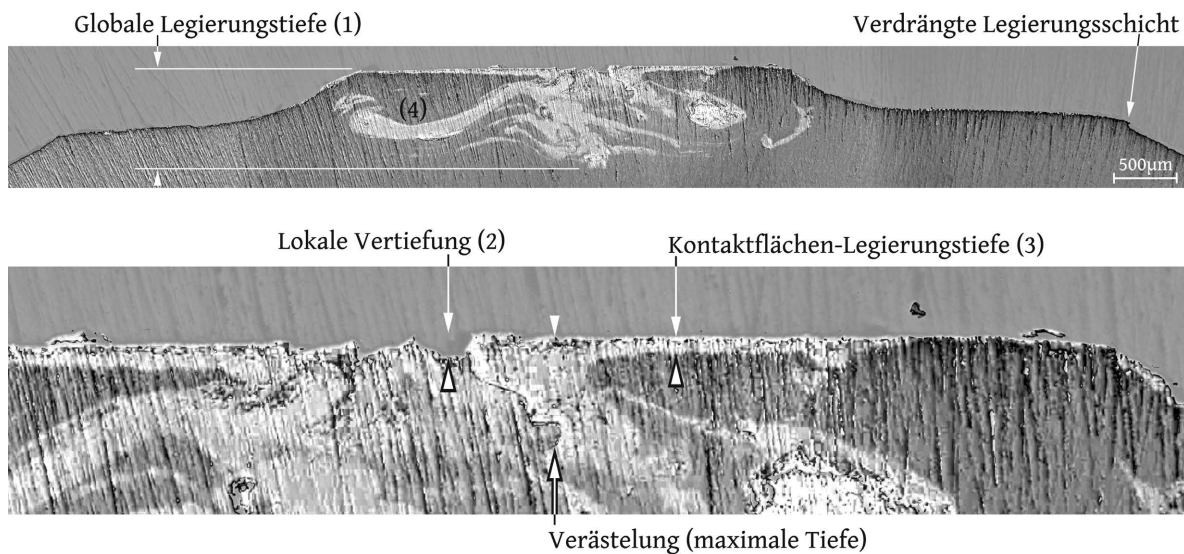 Globale Legierungstiefe (1)
Verdrängte Legierungsschicht
(4)
500µm
Lokale Vertiefung (2)
Kontaktflächen-Legierungstiefe (3)
Verästelung (maximale Tiefe)